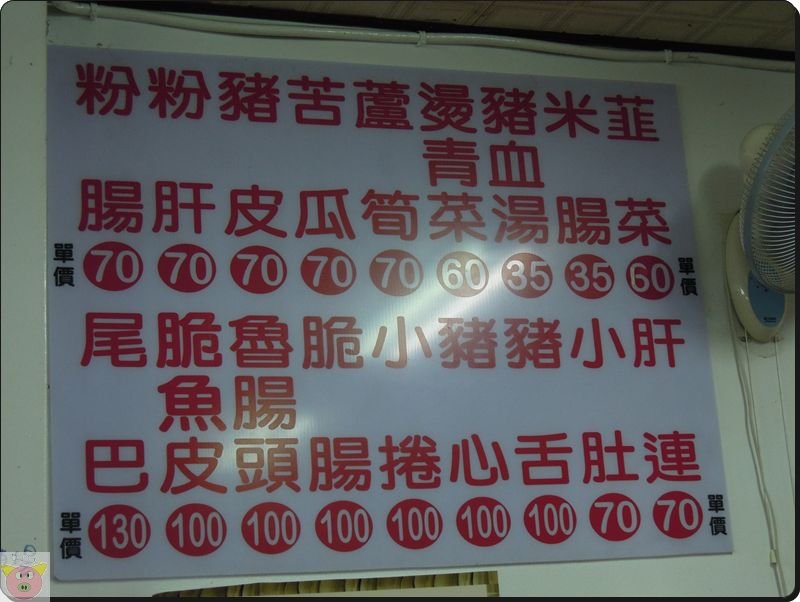 單價
韮菜
60
米腸
35
豬血湯
35
燙青菜
60
蘆筍
70
苦瓜
70
豬皮
70
粉肝
70
粉腸
70
單價
單價
肝連
70
小肚
70
豬舌
100
豬心
100
小捲
100
脆腸
100
魯腸頭
100
脆魚皮
100
尾巴
130
單價